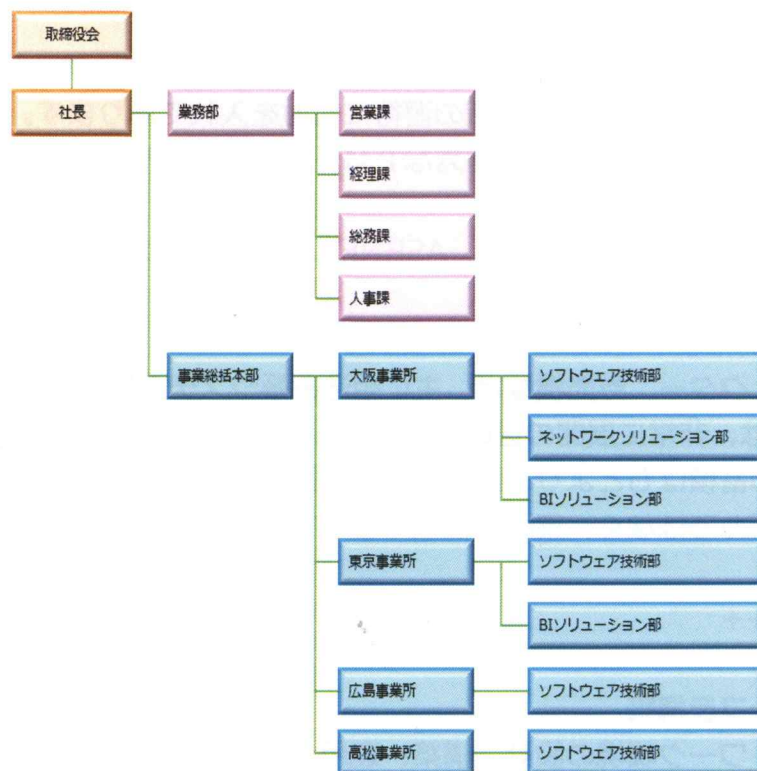 取締役会
社長
業務部
営業課
経理課
総務課
人事課
事業総括本部
大阪事業所
ソフトウェア技術部
ネットワークソリューション部
BIソリューション部
東京事業所
ソフトウェア技術部
BIソリューション部
広島事業所
ソフトウェア技術部
高松事業所
ソフトウェア技術部